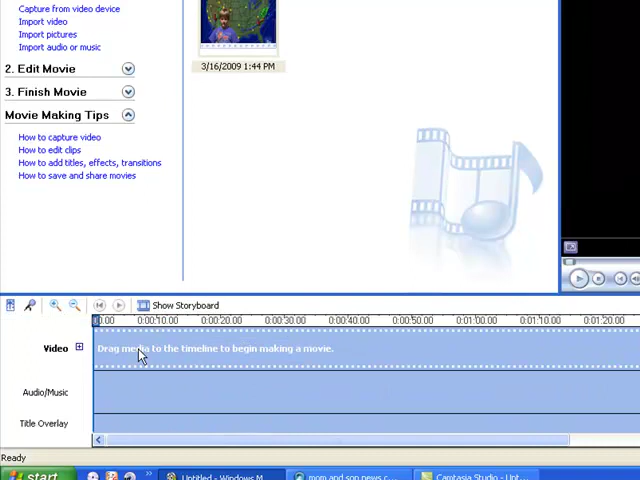 Capture from video device
Import video
Import pictures
Import audio or music
2. Edit Movie
3. Finish Movie
Movie Making Tips
How to capture video
How to edit clips
How to add titles, effects, transitions
How to save and share movies
3/16/2009 1:44 PM
Show Storyboard
0:00:10.00 0:00:20.00 0:00:30.00 0:00:40.00 0:00:50.00 0:01:00.00 0:01:10.00 0:01:20.00
Video Drag media to the timeline to begin making a movie.
Audio/Music
Title Overlay
Ready
start Untitled - Windows M... mom and son news c... Camtasia Studio - Unt...